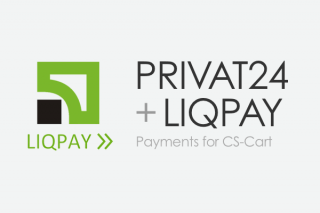 LIQPAY >>
PRIVAT24
+ LIQPAY
Payments for CS-Cart